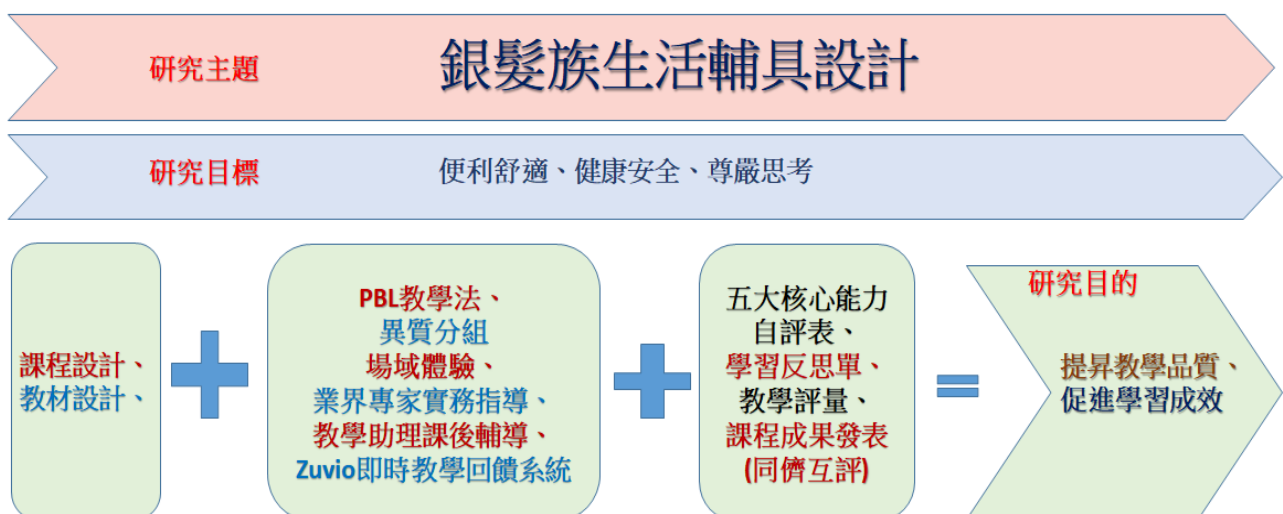 研究主題
銀髮族生活輔具設計
研究目標
便利舒適、健康安全、尊嚴思考
課程設計、
教材設計、
PBL教學法、
異質分組
場域體驗、
業界專家實務指導、
教學助理課後輔導、
Zuvio即時教學回饋系統
五大核心能力
自評表、
學習反思單、
教學評量、
課程成果發表
(同儕互評)
研究目的
提昇教學品質、
促進學習成效